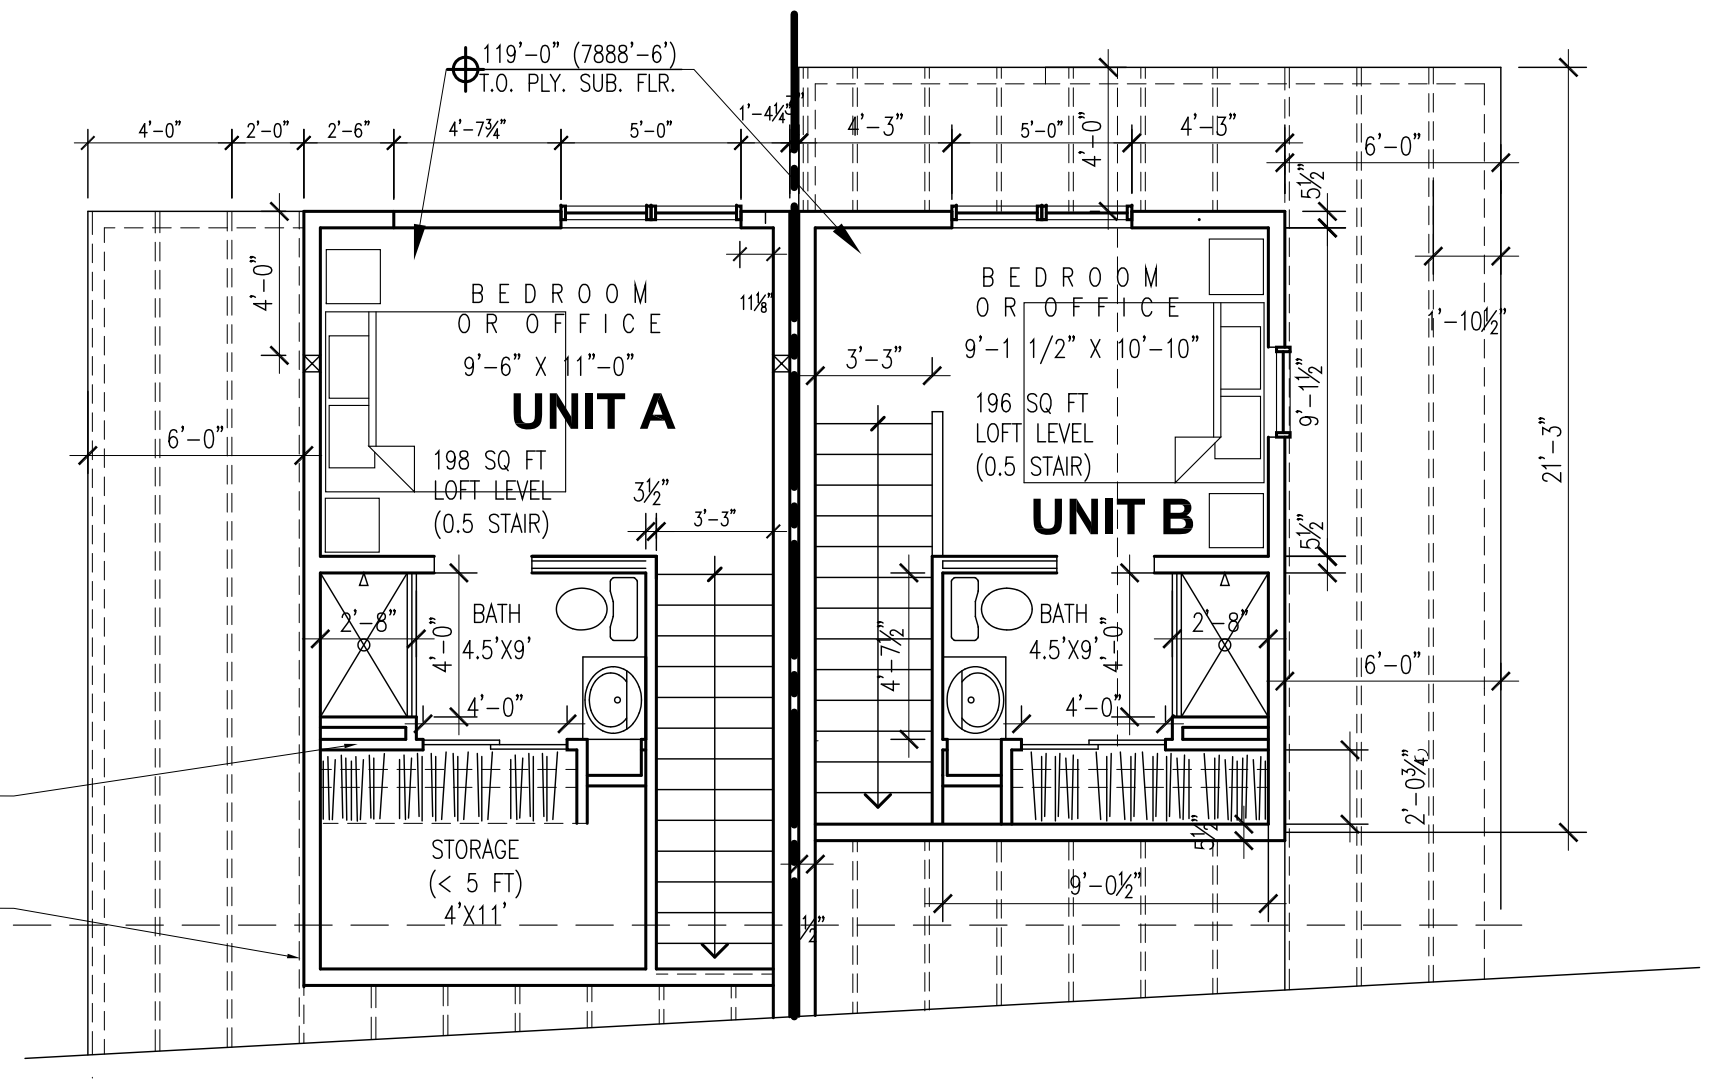 119'-0" (7888'-6')
T.O. PLY. SUB. FLR.
4'-0"
2'-0"
2'-6"
4'-7¾"
5'-0"
1'-4¼"
4'-3"
5'-0"
4'-0"
4'-3"
6'-0"
5½"
4'-0"
BEDROOM
OR OFFICE
9'-6" X 11"-0"
UNIT A
198 SQ FT
LOFT LEVEL
(0.5 STAIR)
11⅛"
6'-0"
3½"
3'-3"
BEDROOM
OR OFFICE
9'-1 1/2" X 10'-10"
3'-3"
196 SQ FT
LOFT LEVEL
(0.5 STAIR)
UNIT B
1'-10½"
9'-1½"
21'-3"
5½"
2'-8"
BATH
4.5'X9'
4'-0"
4'-0"
4'-7½"
BATH
4.5'X9'
4'-0"
2'-8"
4'-0"
6'-0"
2'-0¾"
5½"
STORAGE
(< 5 FT)
4'X11'
9'-0½"